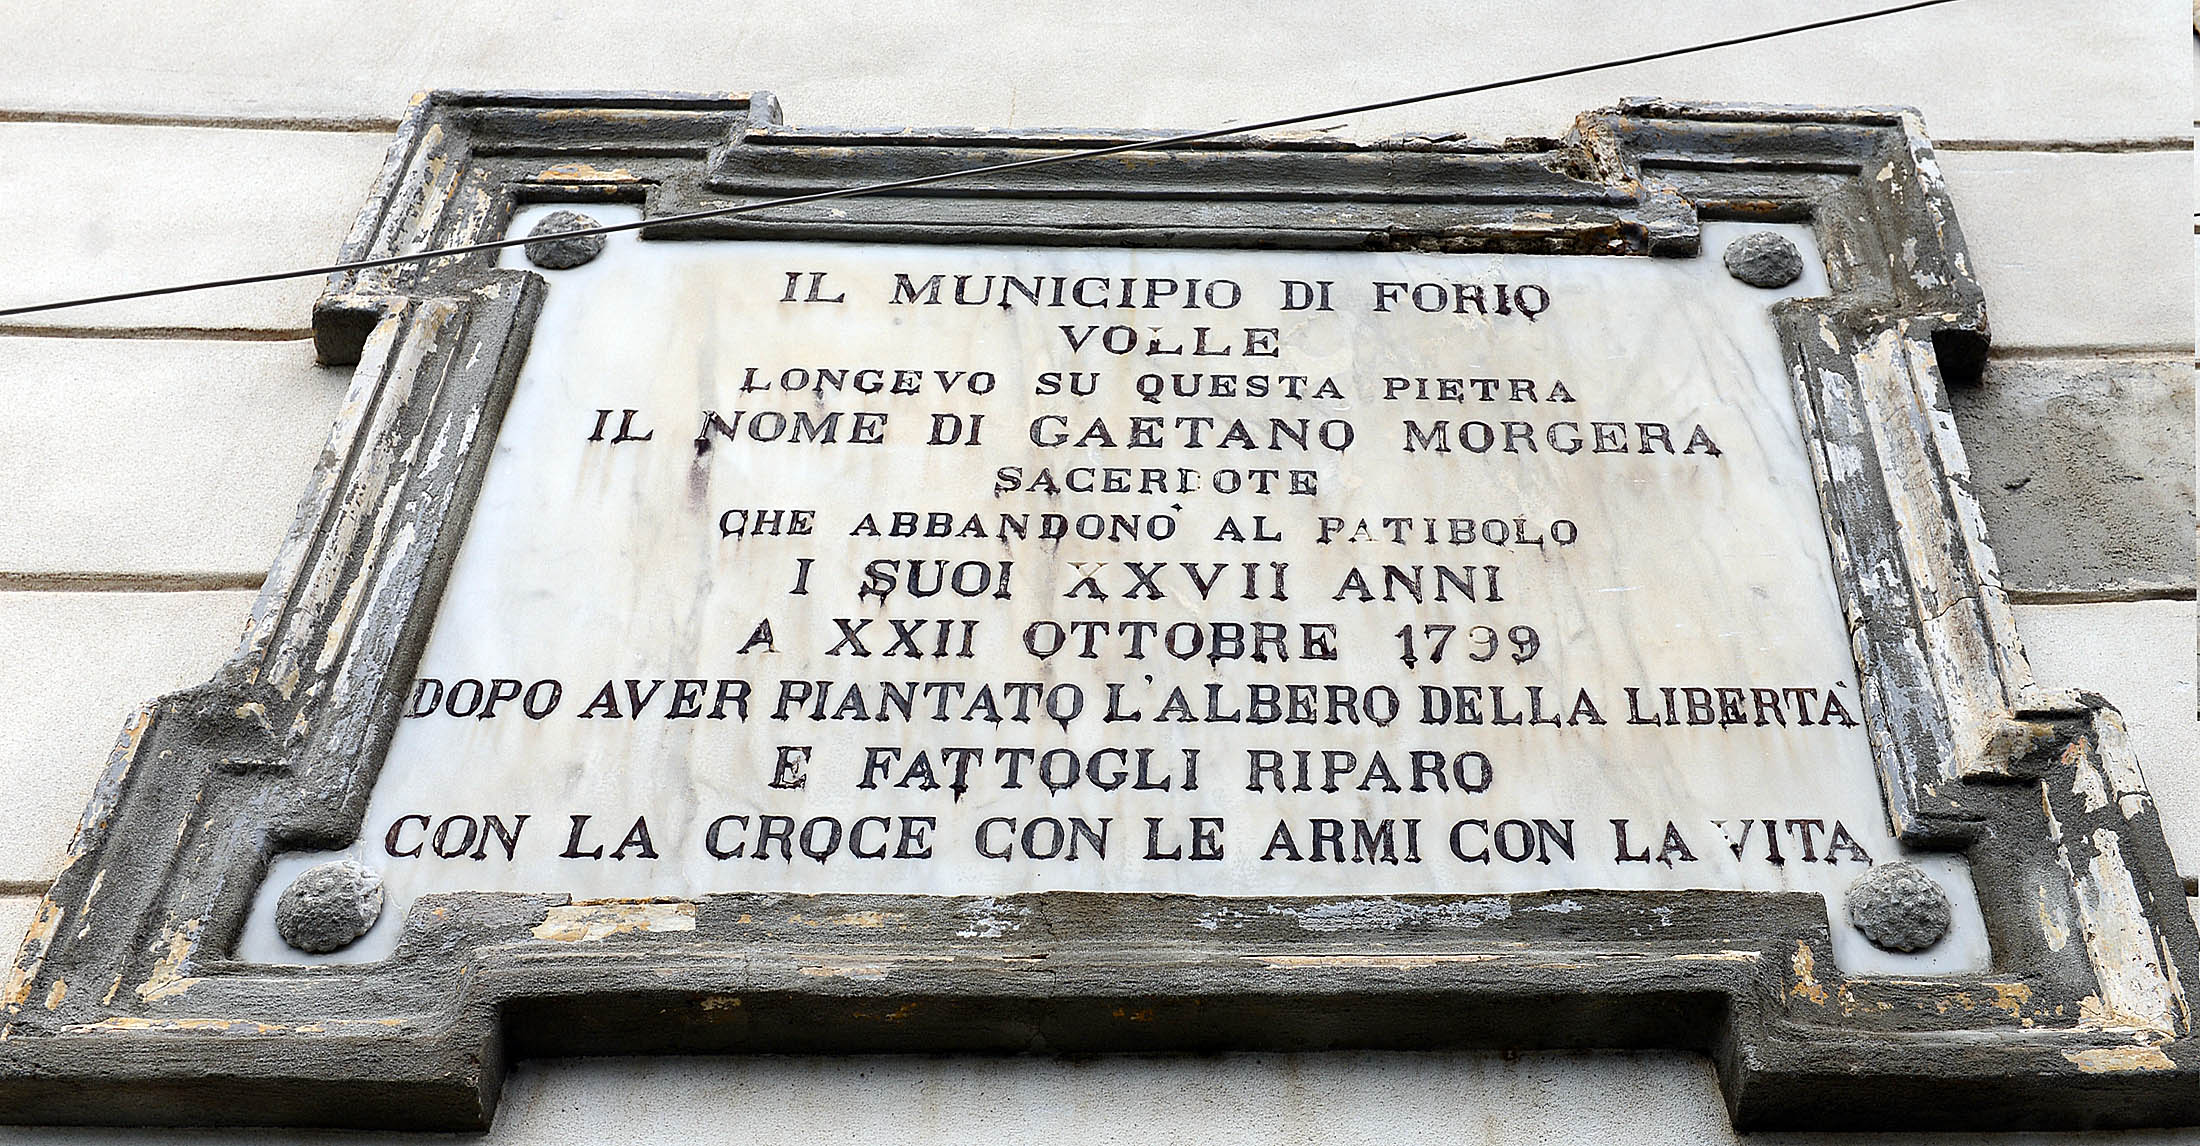 IL MUNICIPIO DI FORIO
VOLLE
LONGEVO SU QUESTA PIETRA
IL NOME DI GAETANO MORGERA
SACERDOTE
CHE ABBANDONO' AL PATIBOLO
I SUOI XXVII ANNI
A XXII OTTOBRE 1799
DOPO AVER PIANTATO L'ALBERO DELLA LIBERTA'
E FATTOGLI RIPARO
CON LA CROCE CON LE ARMI CON LA VITA